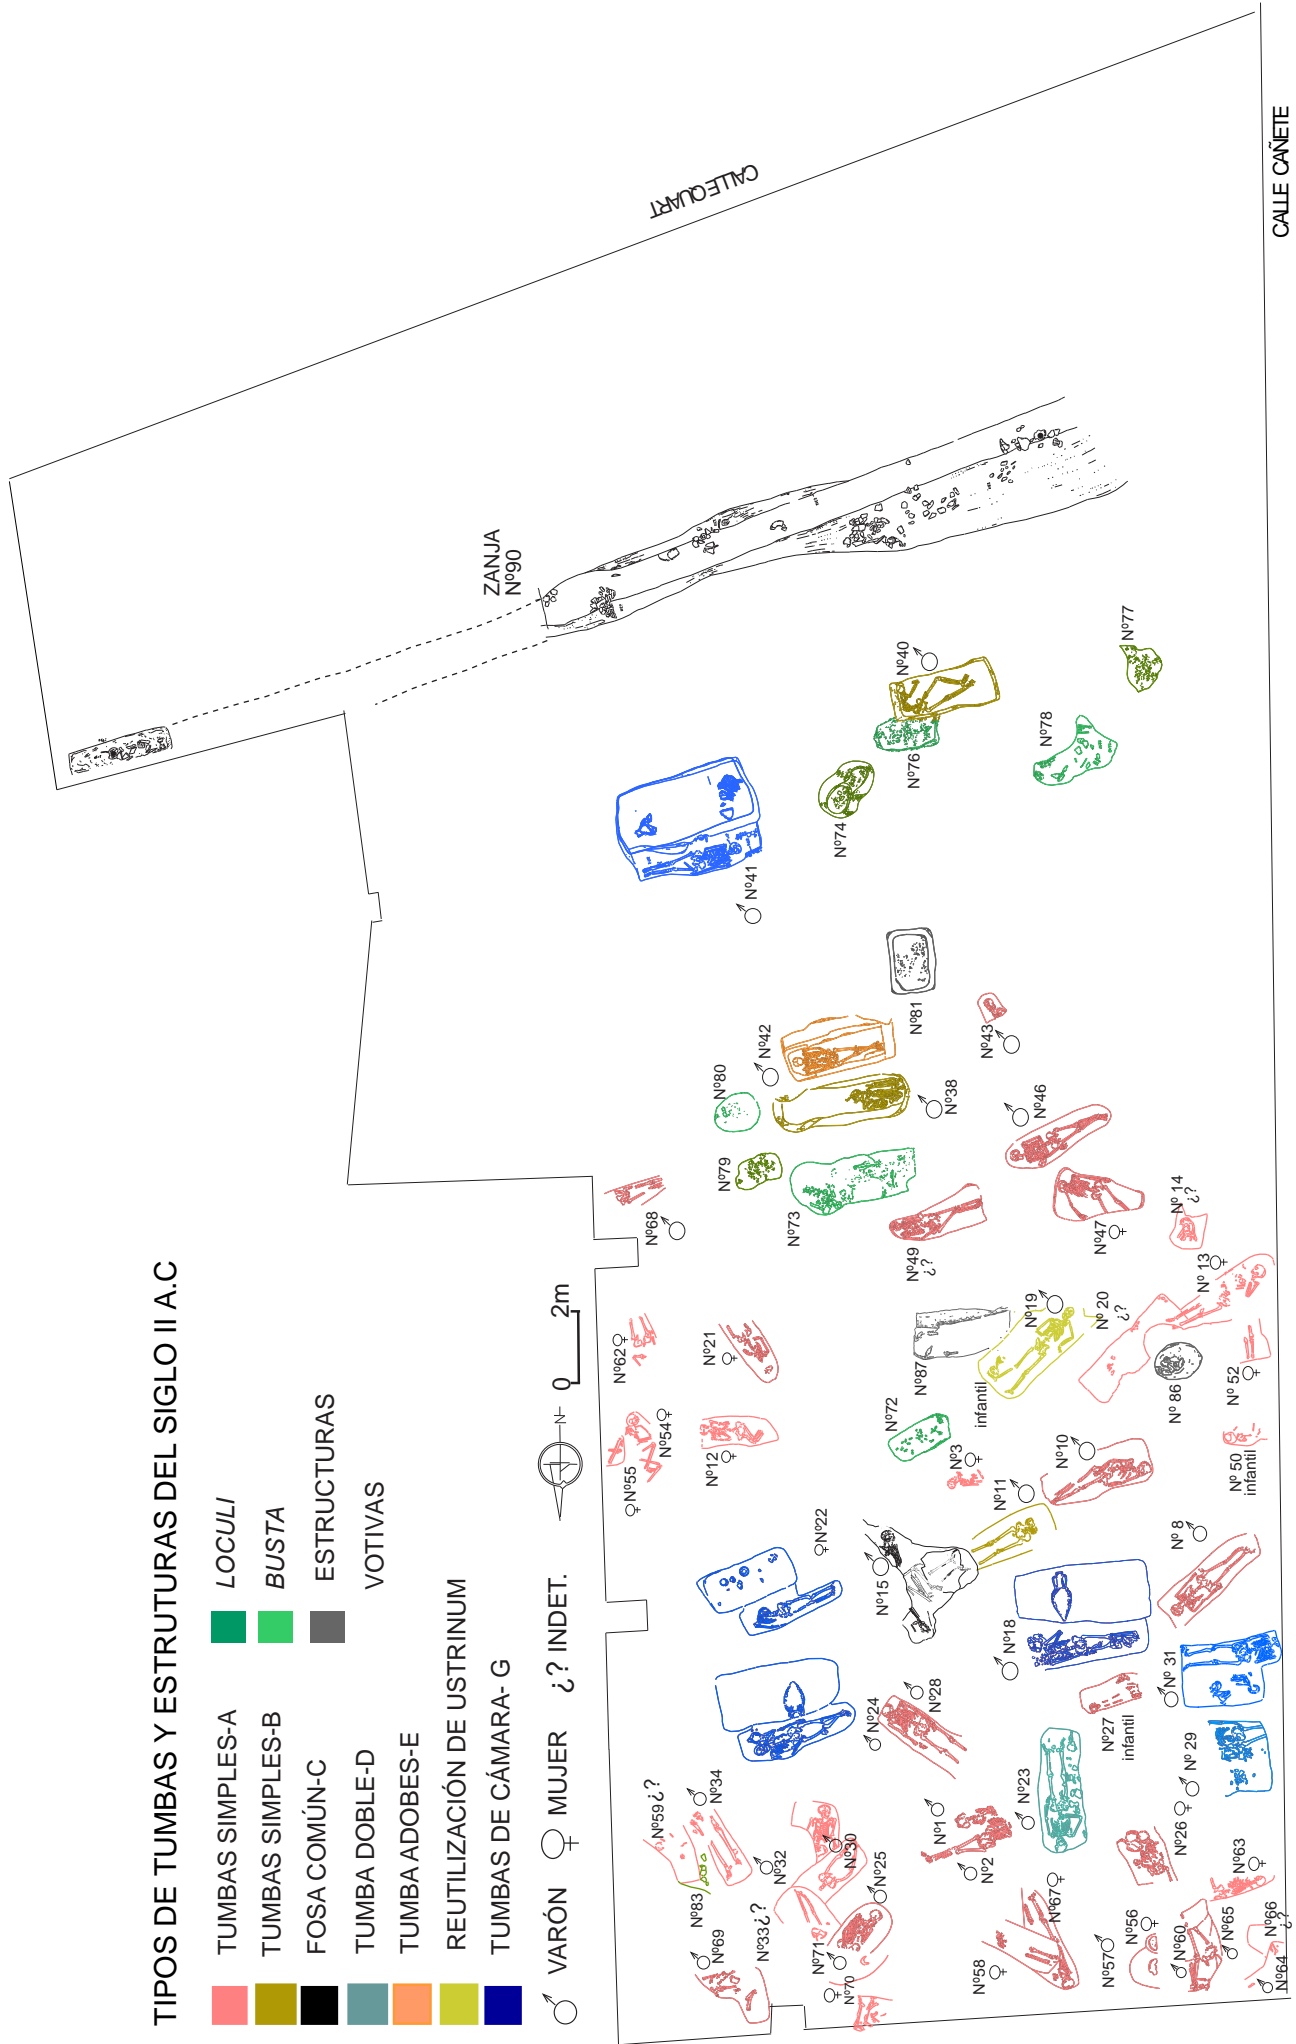 TIPOS DE TUMBAS Y ESTRUTURAS DEL SIGLO II A.C
TUMBAS SIMPLES-A
TUMBAS SIMPLES-B
FOSA COMÚN-C
TUMBA DOBLE-D
TUMBA ADOBES-E
REUTILIZACIÓN DE USTRINUM
TUMBAS DE CÁMARA- G
LOCULI
BUSTA
ESTRUCTURAS
VOTIVAS
♂ VARÓN ♀ MUJER ¿? INDET.
N
0 2m
ZANJA
Nº90
CALLE QUART
CALLE CAÑETE
Nº68
Nº62♀
Nº55
Nº54♀
Nº21
Nº12
Nº22
Nº59¿?
Nº34
Nº83
Nº32
Nº69
Nº33¿?
Nº30
Nº25
Nº71
Nº70
Nº24
Nº28
Nº15
Nº41
Nº42
Nº80
Nº38
Nº79
Nº73
Nº49
¿?
Nº81
Nº43
Nº46
Nº47
Nº 14
¿?
Nº 13
Nº19
Nº 20
¿?
infantil
Nº87
Nº72
Nº3
Nº11
Nº10
Nº 86
Nº 52
Nº 50
infantil
Nº 8
Nº18
Nº 31
Nº27
infantil
Nº23
Nº 29
Nº26
Nº1
Nº2
Nº67
Nº58
Nº57
Nº56
Nº60
Nº65
Nº63
Nº66
¿?
Nº64
Nº40
Nº76
Nº74
Nº78
Nº77